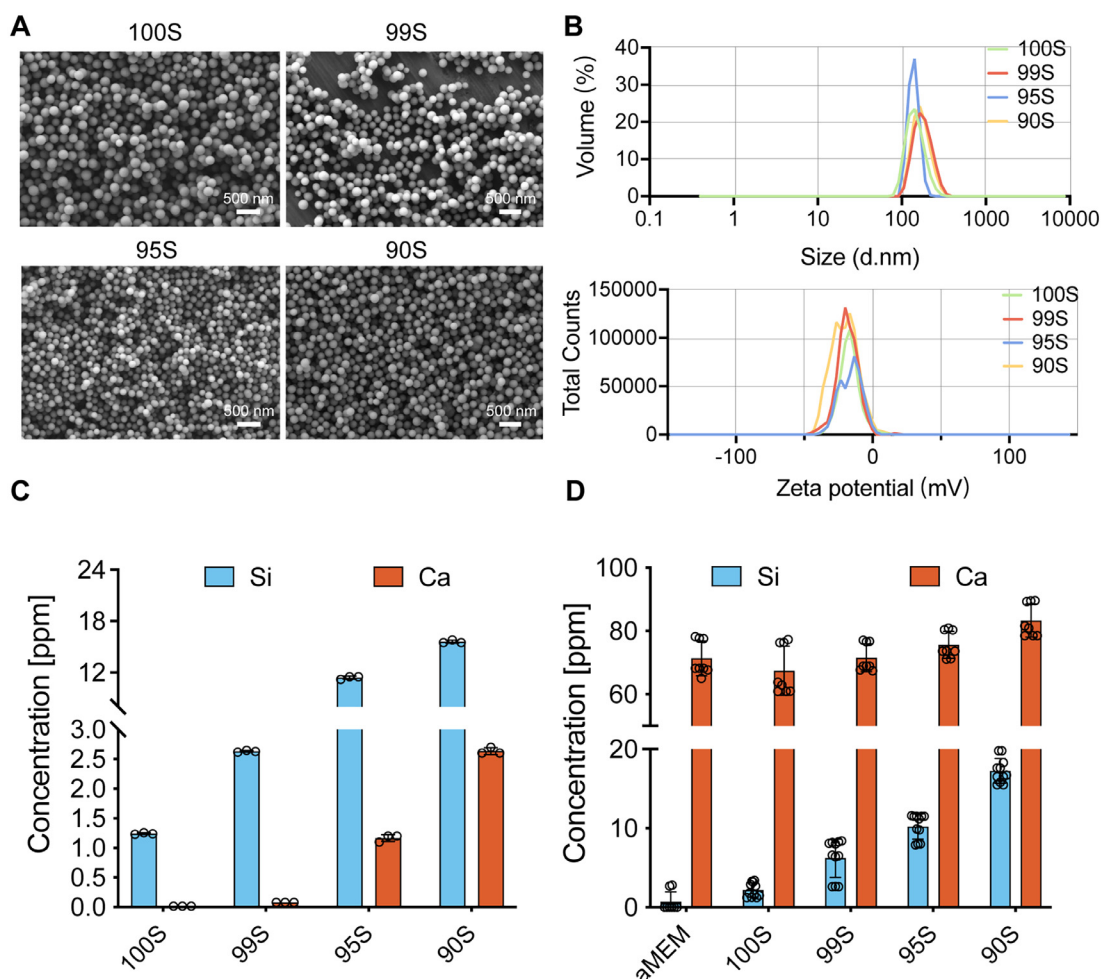 A
100S
99S
500 nm
500 nm
95S
90S
500 nm
500 nm
B
Volume (%)
40
30
20
10
0
0.1
1
10
100
1000
10000
Size (d.nm)
100S
99S
95S
90S
Total Counts
150000
100000
50000
0
-100
0
100
Zeta potential (mV)
100S
99S
95S
90S
C
Concentration [ppm]
24
18
12
3.0
2.5
2.0
1.5
1.0
0.5
0.0
Si
Ca
100S
99S
95S
90S
D
Concentration [ppm]
100
80
60
20
10
0
Si
Ca
aMEM
100S
99S
95S
90S